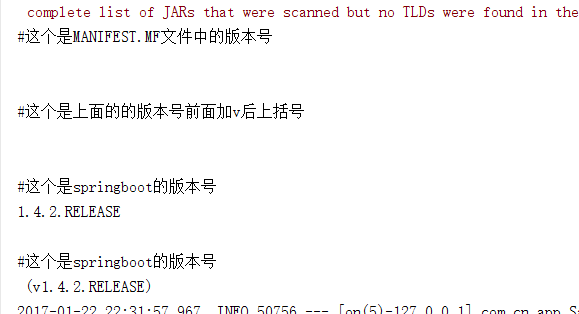 complete list of JARs that were scanned but no TLDs were found in the
#这个是MANIFEST.MF文件中的版本号
#这个是上面的的版本号前面加v后上括号
#这个是springboot的版本号
1.4.2.RELEASE
#这个是springboot的版本号
(v1.4.2.RELEASE)
2017-01-22 22:31:57.967  INFO 50756 --- [on(5)-127.0.0.1] com.cn.app.S